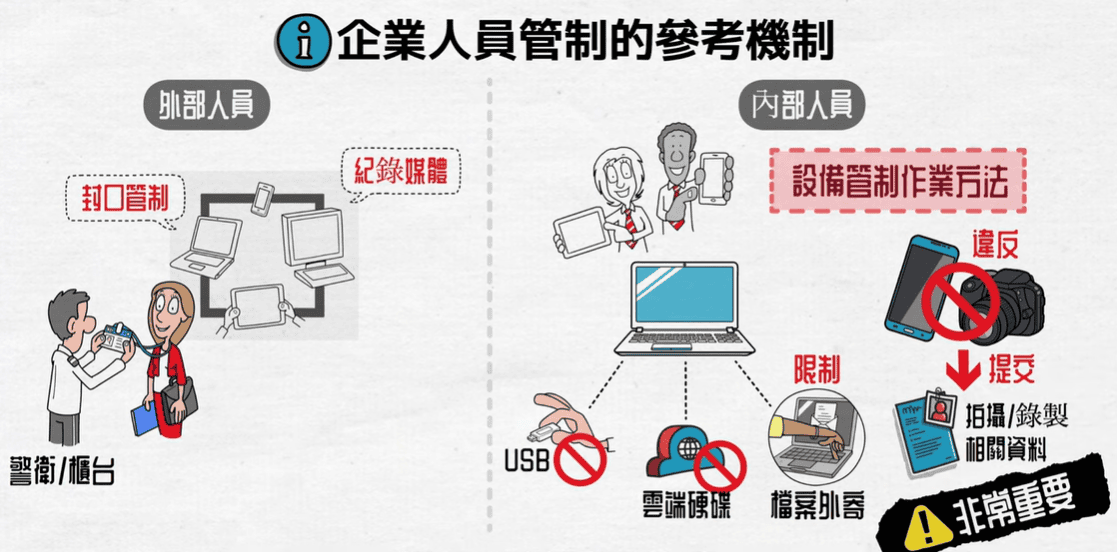 i 企業人員管制的參考機制
外部人員
封口管制
紀錄媒體
警衛/櫃台
內部人員
設備管制作業方法
USB
雲端硬碟
限制
檔案外寄
違反
提交
拍攝/錄製
相關資料
非常重要